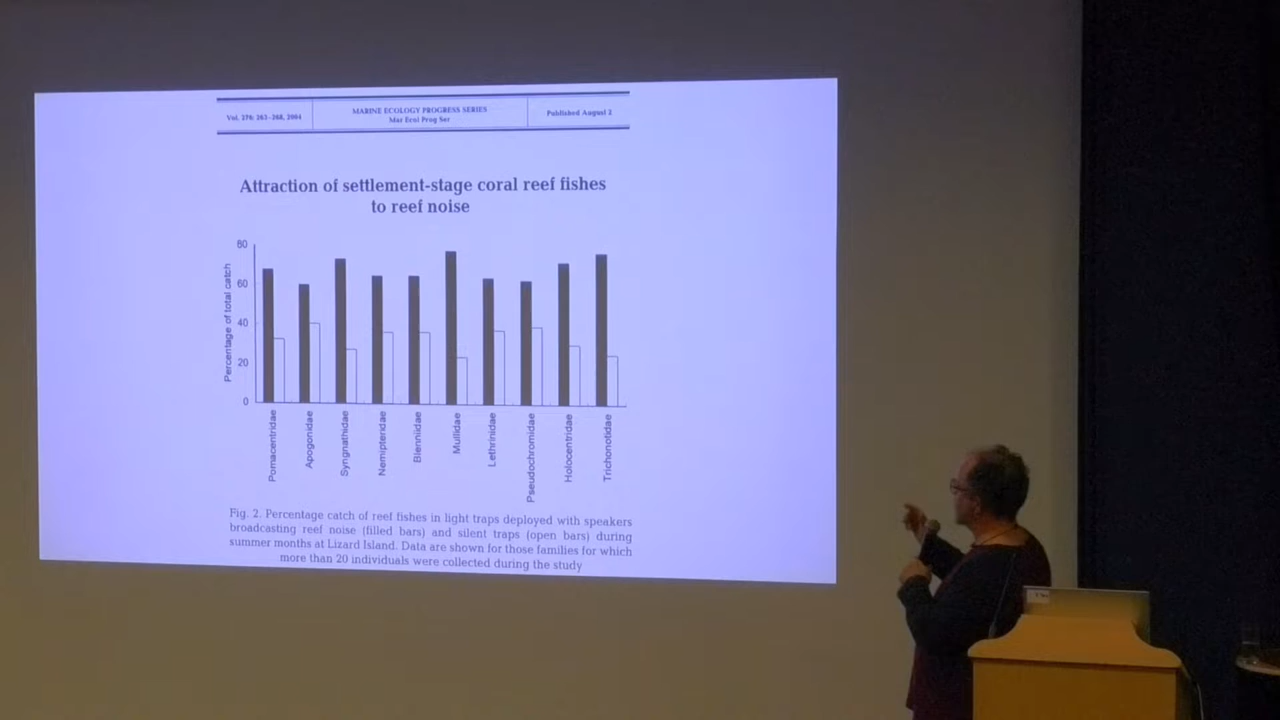 Vol. 276: 263–268, 2004
MARINE ECOLOGY PROGRESS SERIES
Mar Ecol Prog Ser
Published August 2
Attraction of settlement-stage coral reef fishes
to reef noise
Percentage of total catch
80
60
40
20
0
Pomacentridae
Apogonidae
Syngnathidae
Nemipteridae
Blenniidae
Mullidae
Lethrinidae
Pseudochromidae
Holocentridae
Trichonotidae
Fig. 2. Percentage catch of reef fishes in light traps deployed with speakers
broadcasting reef noise (filled bars) and silent traps (open bars) during
summer months at Lizard Island. Data are shown for those families for which
more than 20 individuals were collected during the study